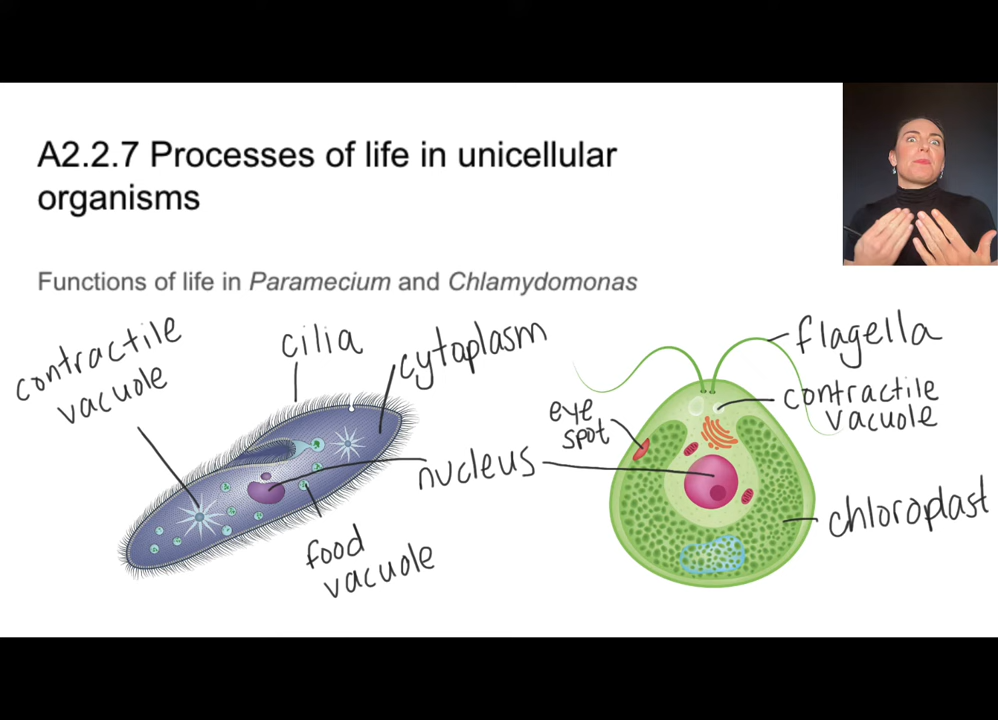 A2.2.7 Processes of life in unicellular
organisms
Functions of life in Paramecium and Chlamydomonas
contractile
vacuole
cilia
cytoplasm
nucleus
food
vacuole
flagella
contractile
vacuole
eye
spot
chloroplast